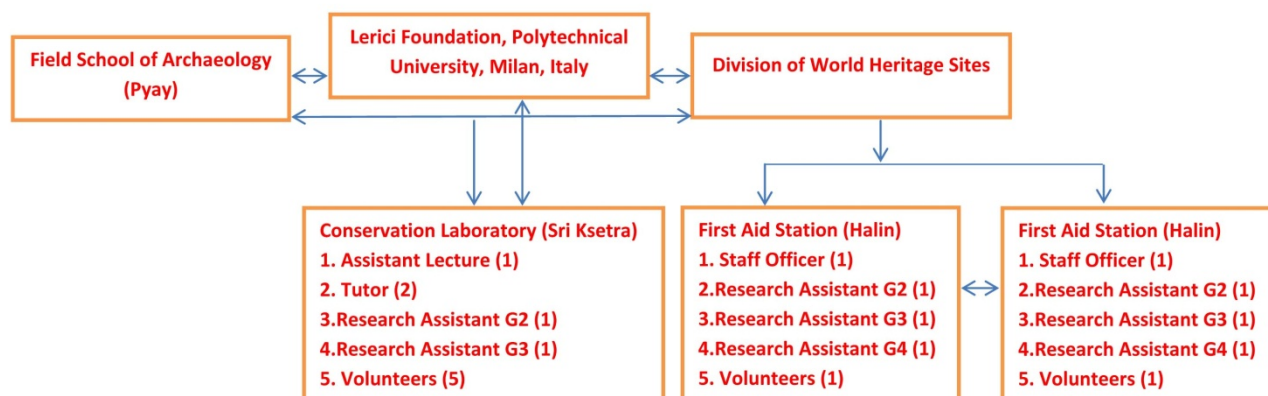 Field School of Archaeology
(Pyay)
Lerici Foundation, Polytechnical
University, Milan, Italy
Division of World Heritage Sites
Conservation Laboratory (Sri Ksetra)
1. Assistant Lecture (1)
2. Tutor (2)
3.Research Assistant G2 (1)
4.Research Assistant G3 (1)
5. Volunteers (5)
First Aid Station (Halin)
1. Staff Officer (1)
2.Research Assistant G2 (1)
3.Research Assistant G3 (1)
4.Research Assistant G4 (1)
5. Volunteers (1)
First Aid Station (Halin)
1. Staff Officer (1)
2.Research Assistant G2 (1)
3.Research Assistant G3 (1)
4.Research Assistant G4 (1)
5. Volunteers (1)